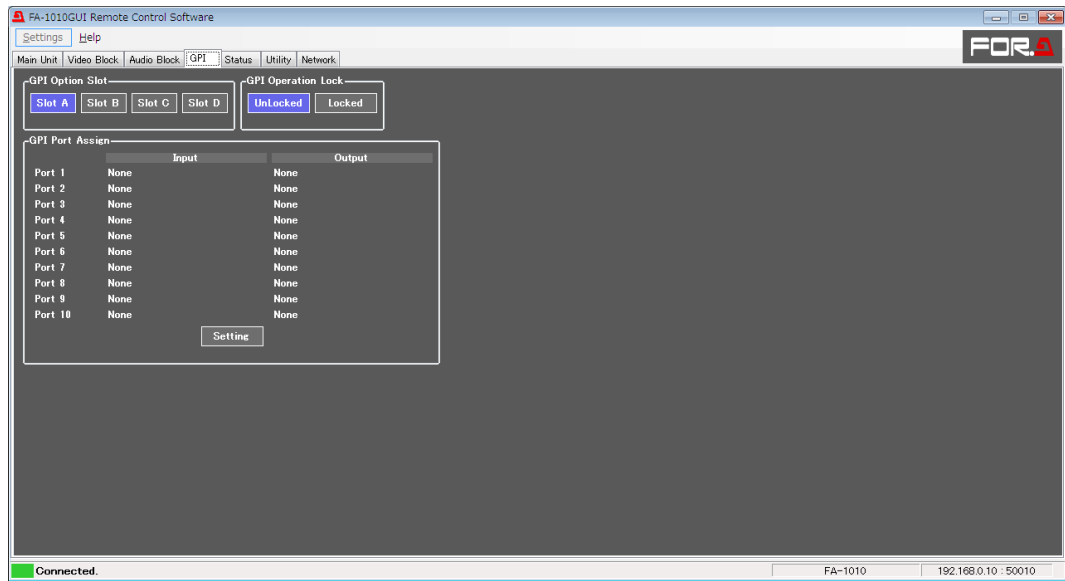 FA-1010GUI Remote Control Software
Settings Help
FOR.A
Main Unit Video Block Audio Block GPI Status Utility Network
GPI Option Slot GPI Operation Lock
Slot A Slot B Slot C Slot D UnLocked Locked
GPI Port Assign
Input Output
Port 1 None None
Port 2 None None
Port 3 None None
Port 4 None None
Port 5 None None
Port 6 None None
Port 7 None None
Port 8 None None
Port 9 None None
Port 10 None None
Setting
Connected. FA-1010 192.168.0.10 : 50010